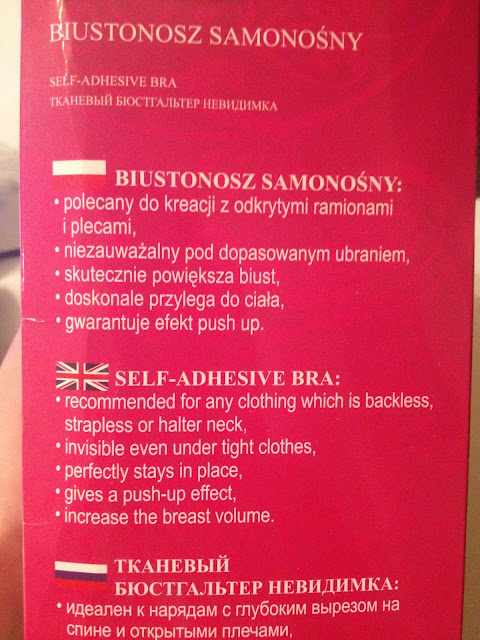 BIUSTONOSZ SAMONOŚNY
SELF-ADHESIVE BRA
ТКАНЕВЫЙ БЮСТГАЛЬТЕР НЕВИДИМКА
BIUSTONOSZ SAMONOŚNY:
• polecany do kreacji z odkrytymi ramionami
i plecami,
• niezauważalny pod dopasowanym ubraniem,
• skutecznie powiększa biust,
• doskonale przylega do ciała,
• gwarantuje efekt push up.
SELF-ADHESIVE BRA:
• recommended for any clothing which is backless,
strapless or halter neck,
• invisible even under tight clothes,
• perfectly stays in place,
• gives a push-up effect,
• increase the breast volume.
ТКАНЕВЫЙ
БЮСТГАЛЬТЕР НЕВИДИМКА:
• идеален к нарядам с глубоким вырезом на
спине и открытыми плечами,